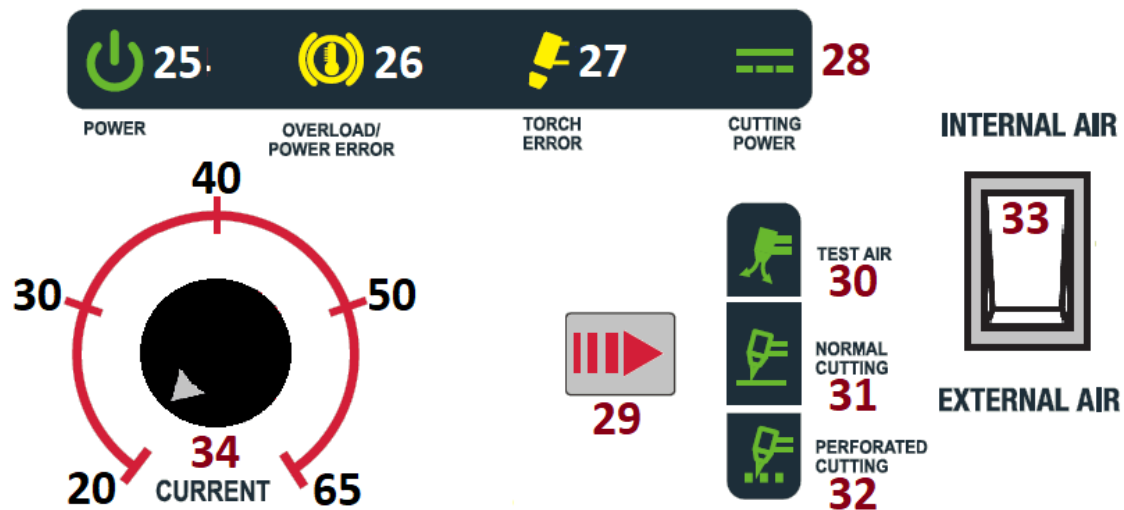 25.
26
27
28
POWER
OVERLOAD/
POWER ERROR
TORCH
ERROR
CUTTING
POWER
INTERNAL AIR
40
30
50
20
65
34
CURRENT
29
TEST AIR
30
NORMAL
CUTTING
31
PERFORATED
CUTTING
32
33
EXTERNAL AIR